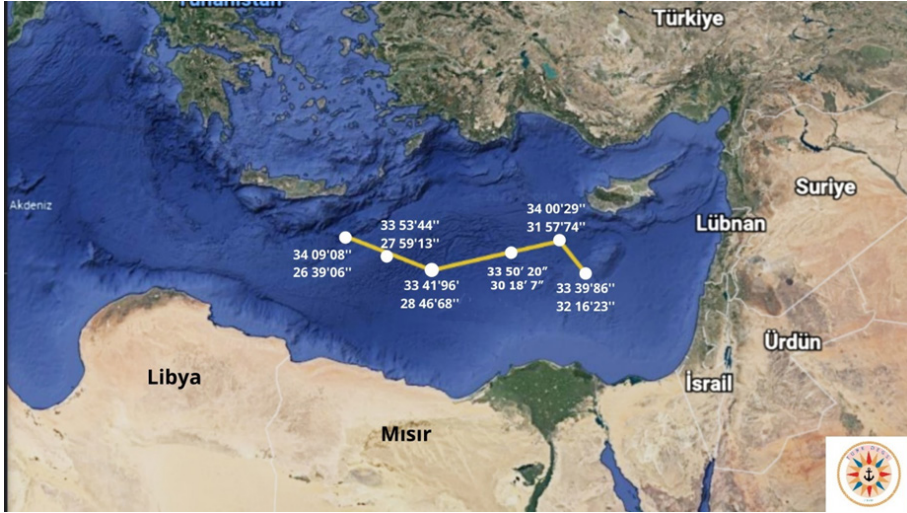 Yunanistan
Türkiye
Akdeniz
Suriye
Lübnan
34 00'29''
31 57'74''
33 53'44''
27 59'13''
34 09'08''
26 39'06''
33 41'96'
28 46'68''
33 50’ 20”
30 18’ 7”
33 39'86''
32 16'23''
Ürdün
Libya
İsrail
Mısır